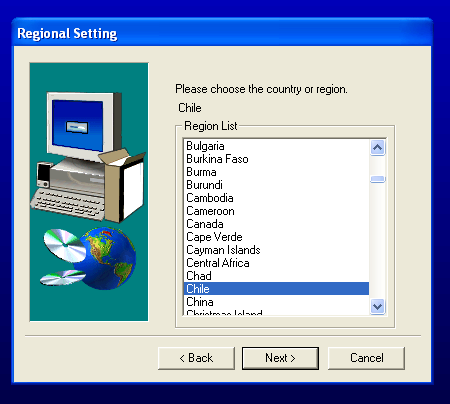 Regional Setting
Please choose the country or region.
Chile
Region List
Bulgaria
Burkina Faso
Burma
Burundi
Cambodia
Cameroon
Canada
Cape Verde
Cayman Islands
Central Africa
Chad
Chile
China
Christmas Island
< Back
Next >
Cancel